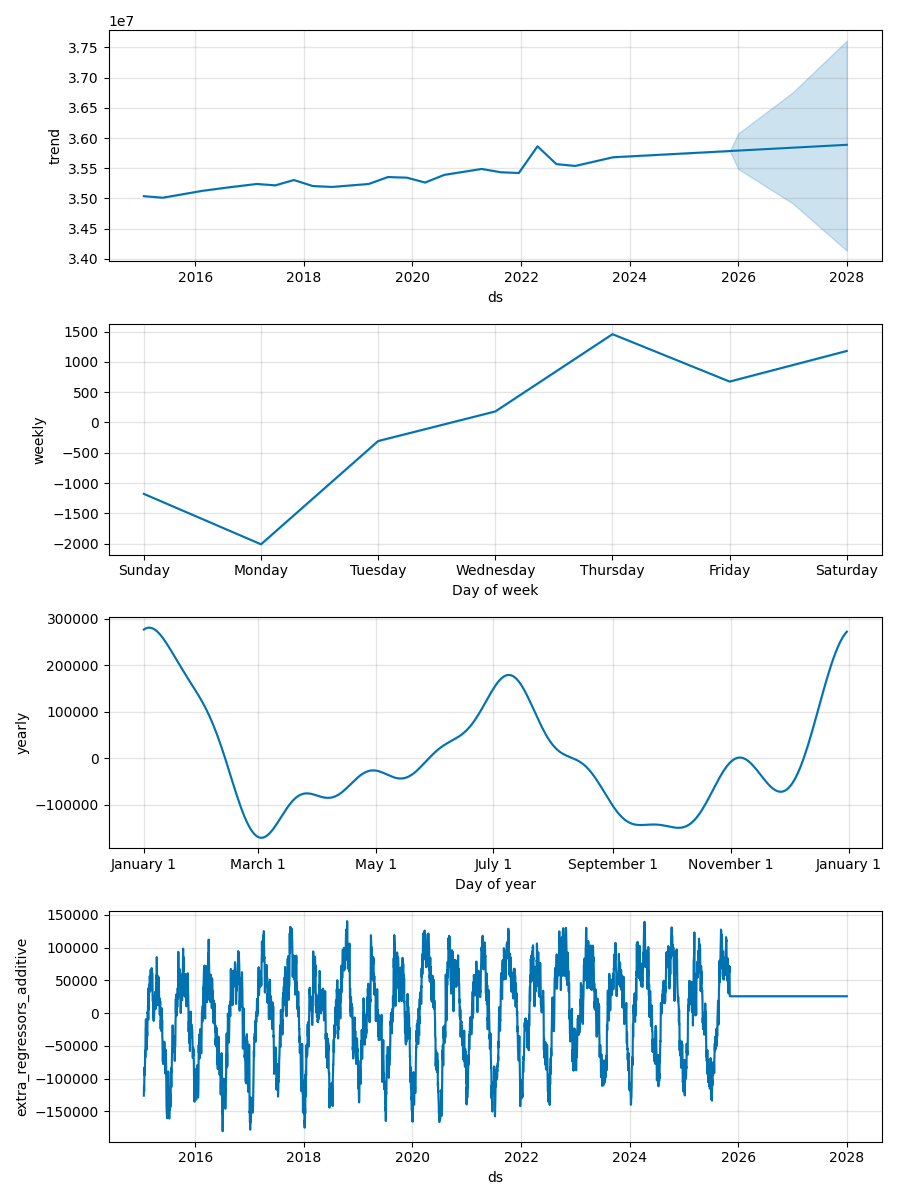 1e7
3.75
3.70
3.65
3.60
3.55
3.50
3.45
3.40
trend
2016 2018 2020 2022 2024 2026 2028
ds
1500
1000
500
0
−500
−1000
−1500
−2000
weekly
Sunday Monday Tuesday Wednesday Thursday Friday Saturday
Day of week
300000
200000
100000
0
−100000
yearly
January 1 March 1 May 1 July 1 September 1 November 1 January 1
Day of year
150000
100000
50000
0
−50000
−100000
−150000
extra_regressors_additive
2016 2018 2020 2022 2024 2026 2028
ds